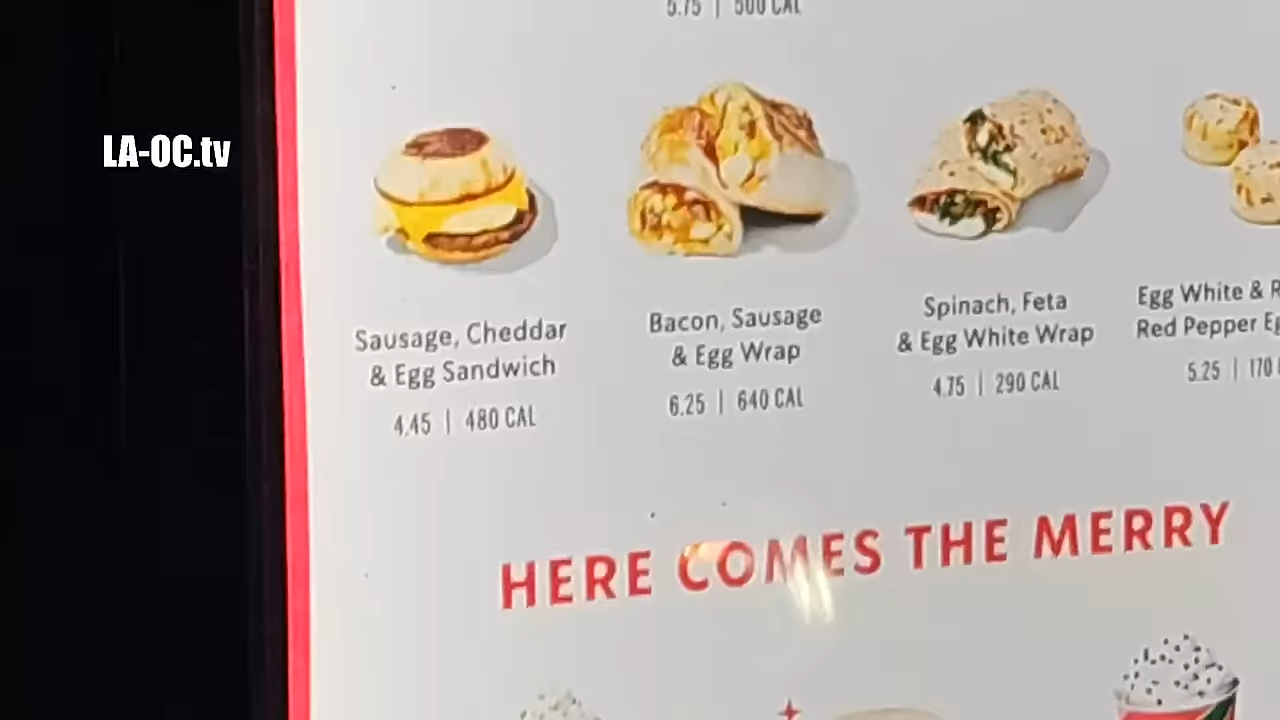 5.75 | 500 CAL
LA-OC.tv
Sausage, Cheddar
& Egg Sandwich
4.45 | 480 CAL
Bacon, Sausage
& Egg Wrap
6.25 | 640 CAL
Spinach, Feta
& Egg White Wrap
4.75 | 290 CAL
Egg White & R
Red Pepper Eg
5.25 | 170
HERE COMES THE MERRY